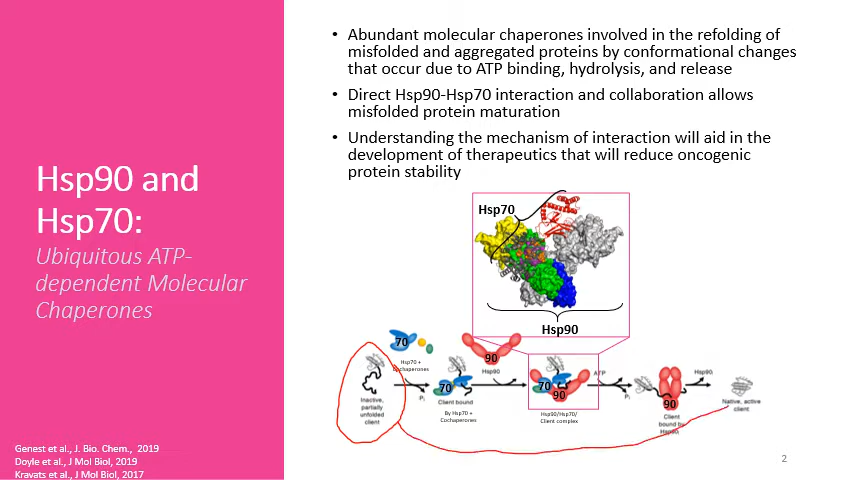 Hsp90 and
Hsp70:
Ubiquitous ATP-
dependent Molecular
Chaperones
Genest et al., J. Bio. Chem., 2019
Doyle et al., J Mol Biol, 2019
Kravats et al., J Mol Biol, 2017
• Abundant molecular chaperones involved in the refolding of
misfolded and aggregated proteins by conformational changes
that occur due to ATP binding, hydrolysis, and release
• Direct Hsp90-Hsp70 interaction and collaboration allows
misfolded protein maturation
• Understanding the mechanism of interaction will aid in the
development of therapeutics that will reduce oncogenic
protein stability
Hsp70
Hsp90
70
Hsp70 +
Cochaperones
90
Hsp90
ATP
Hsp90
70
70
90
90
Pi
Pi
Inactive,
partially
unfolded
client
Client bound
By Hsp70 +
Cochaperones
Hsp90/Hsp70/
Client complex
Client
bound by
Hsp90
Native, active
client
2